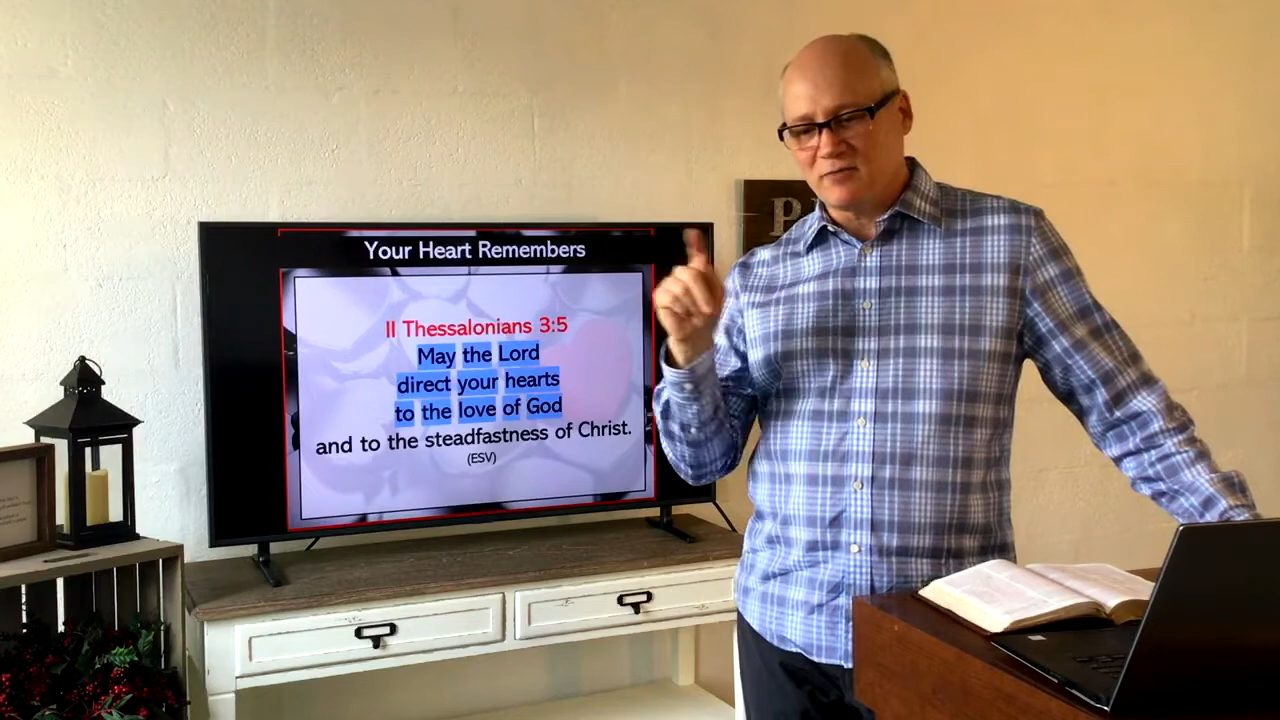 Your Heart Remembers
II Thessalonians 3:5
May the Lord
direct your hearts
to the love of God
and to the steadfastness of Christ.
(ESV)